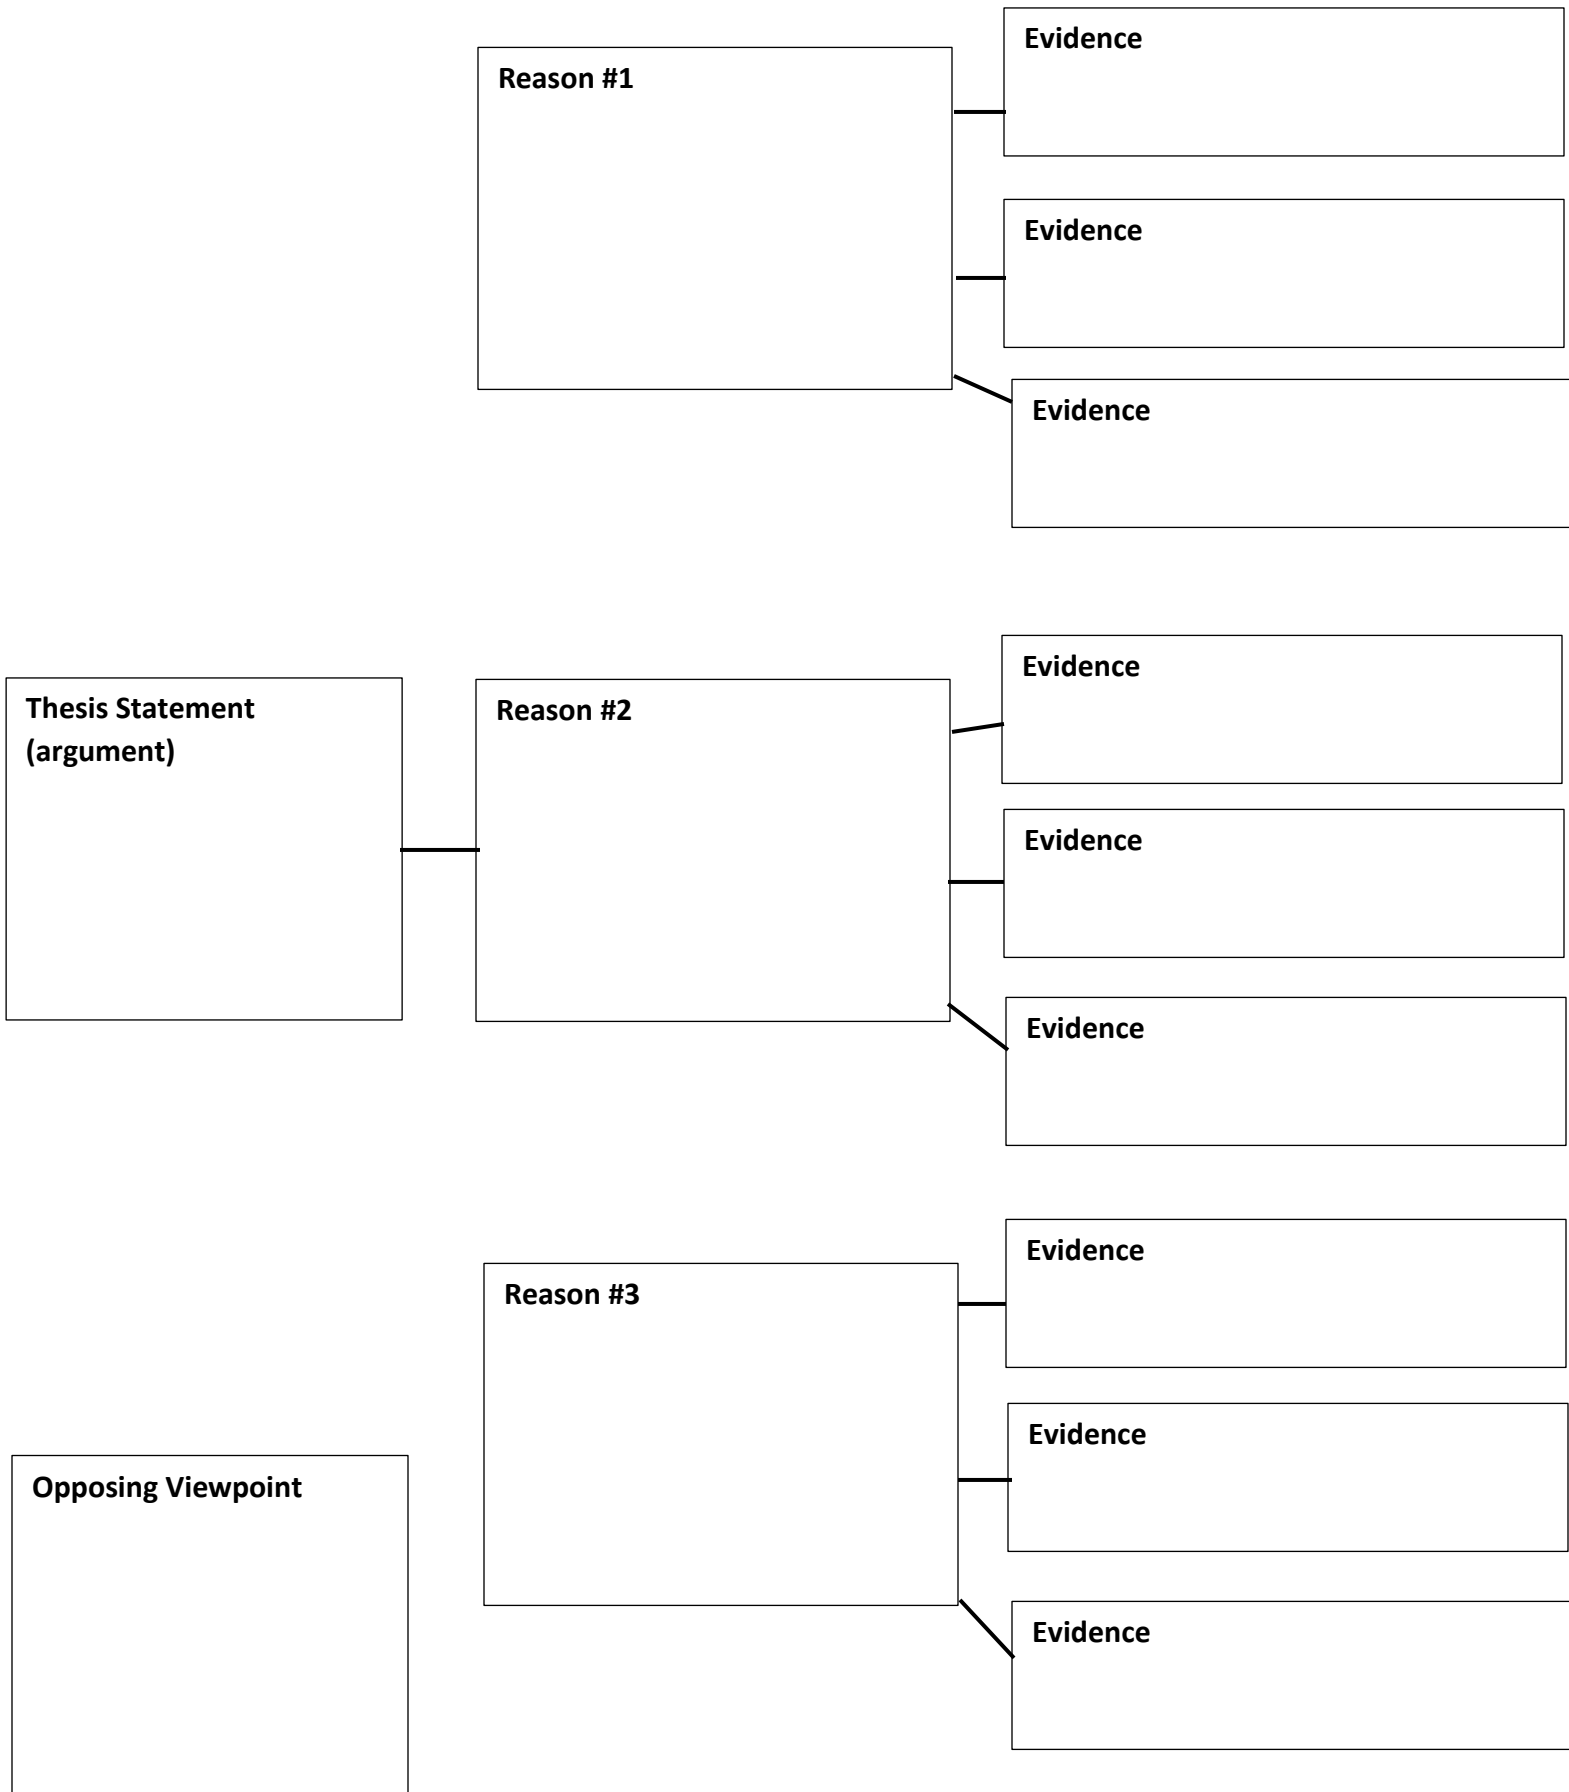 Reason #1
Evidence
Evidence
Evidence
Thesis Statement
(argument)
Reason #2
Evidence
Evidence
Evidence
Reason #3
Evidence
Evidence
Evidence
Opposing Viewpoint